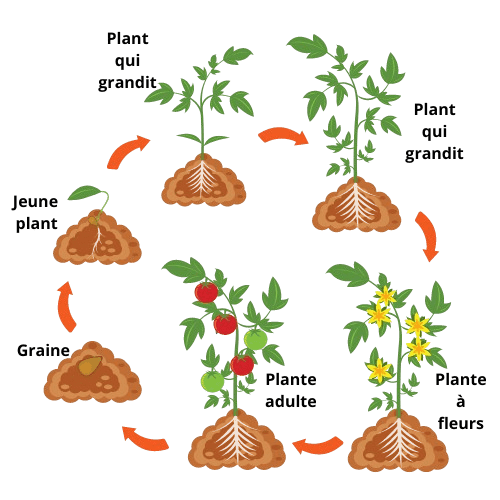 Plant
qui
grandit
Plant
qui
grandit
Jeune
plant
Graine
Plante
adulte
Plante
à
fleurs